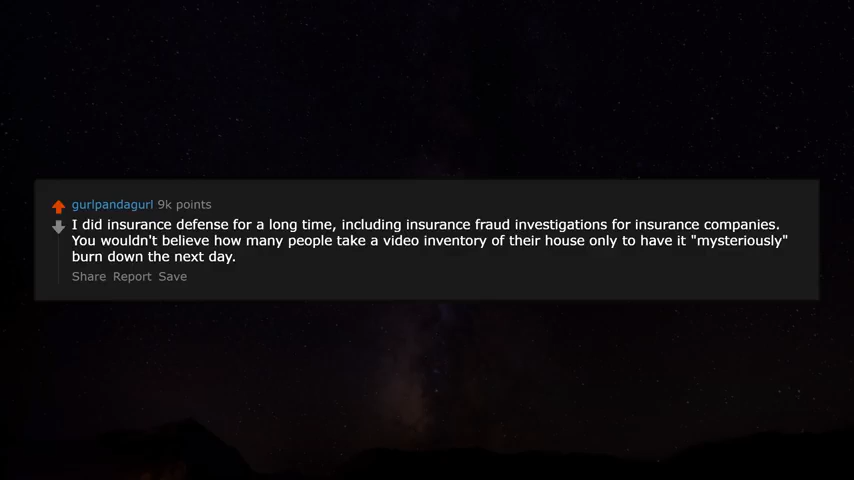 gurlpandagurl 9k points
I did insurance defense for a long time, including insurance fraud investigations for insurance companies.
You wouldn't believe how many people take a video inventory of their house only to have it "mysteriously"
burn down the next day.
Share Report Save